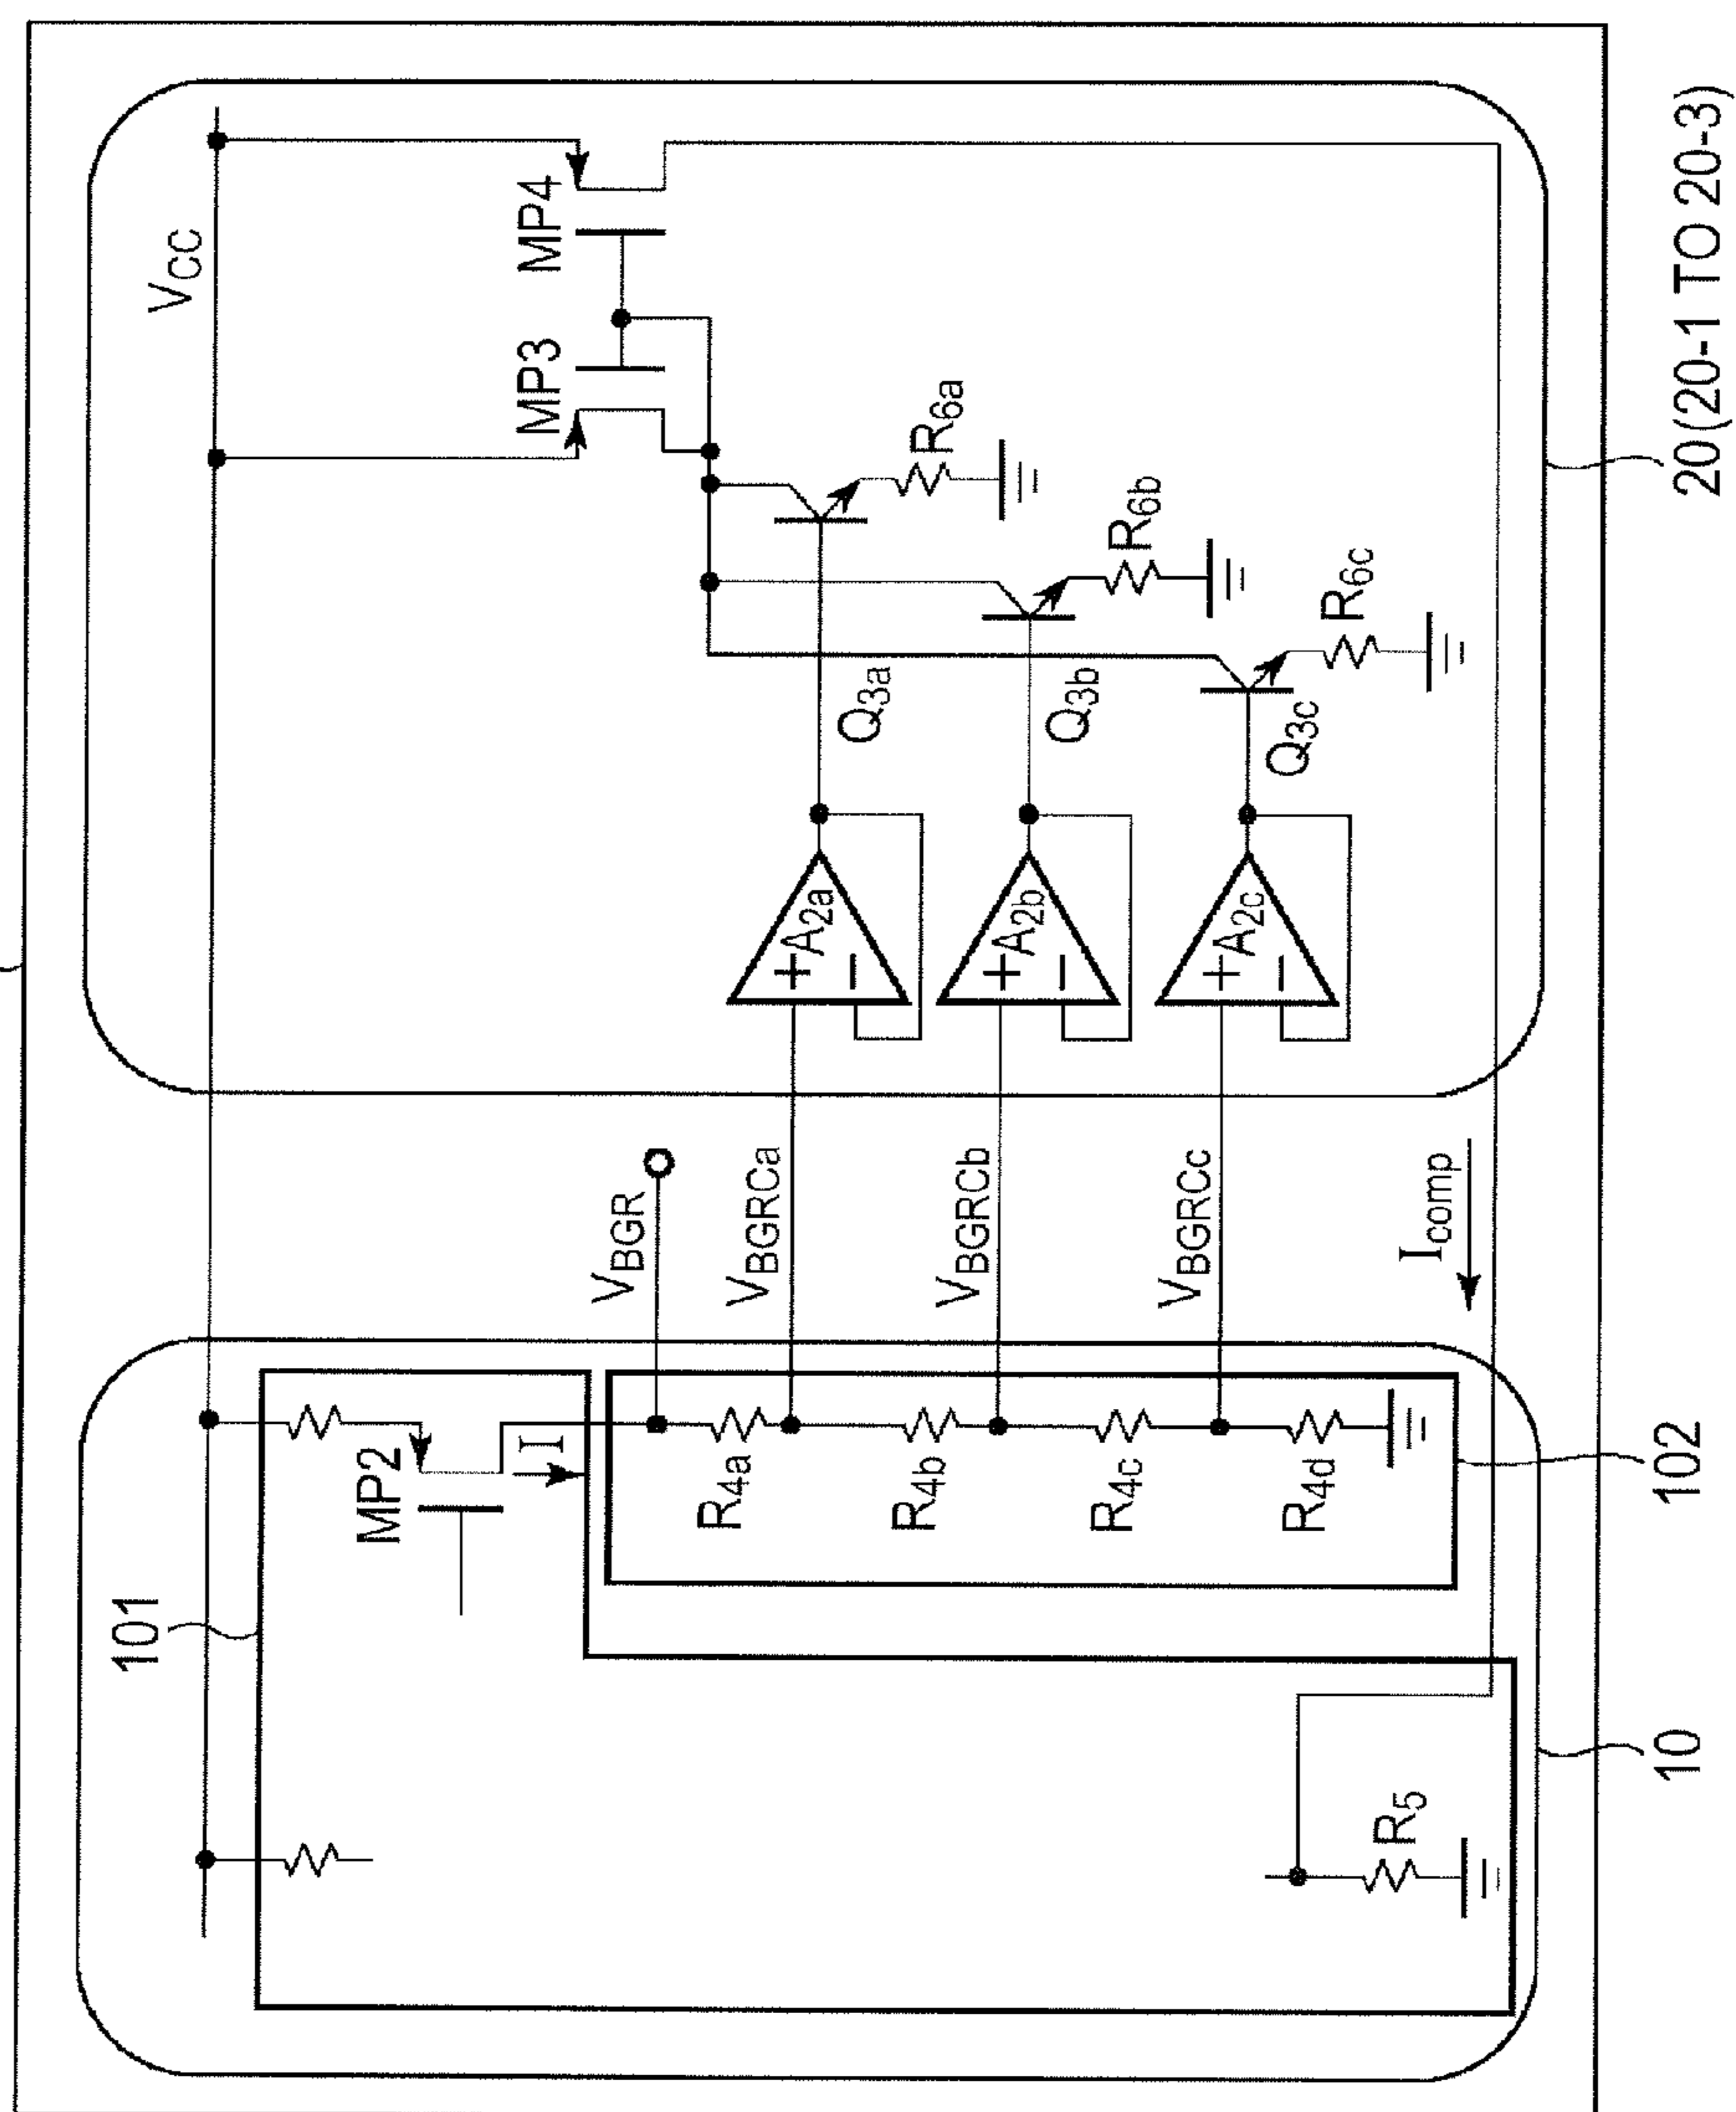 101
MP2
I
R4a
R4b
R4c
R4d
R5
10
102
VBGR
VBGRCa
VBGRCb
VBGRCc
Icomp
VCC
MP3
MP4
+
−
A2a
+
−
A2b
+
−
A2c
Q3a
Q3b
Q3c
R6a
R6b
R6c
20(20-1 TO 20-3)